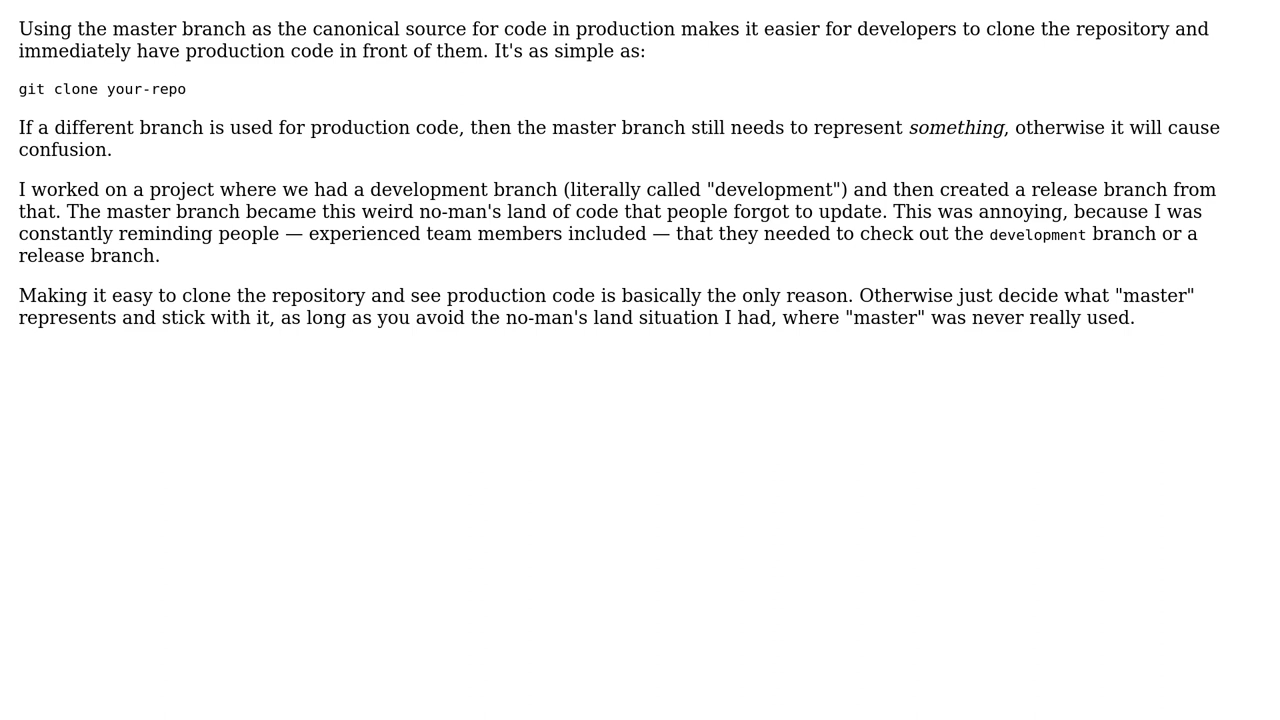 Using the master branch as the canonical source for code in production makes it easier for developers to clone the repository and
immediately have production code in front of them. It's as simple as:
git clone your-repo
If a different branch is used for production code, then the master branch still needs to represent something, otherwise it will cause
confusion.
I worked on a project where we had a development branch (literally called "development") and then created a release branch from
that. The master branch became this weird no-man's land of code that people forgot to update. This was annoying, because I was
constantly reminding people — experienced team members included — that they needed to check out the development branch or a
release branch.
Making it easy to clone the repository and see production code is basically the only reason. Otherwise just decide what "master"
represents and stick with it, as long as you avoid the no-man's land situation I had, where "master" was never really used.